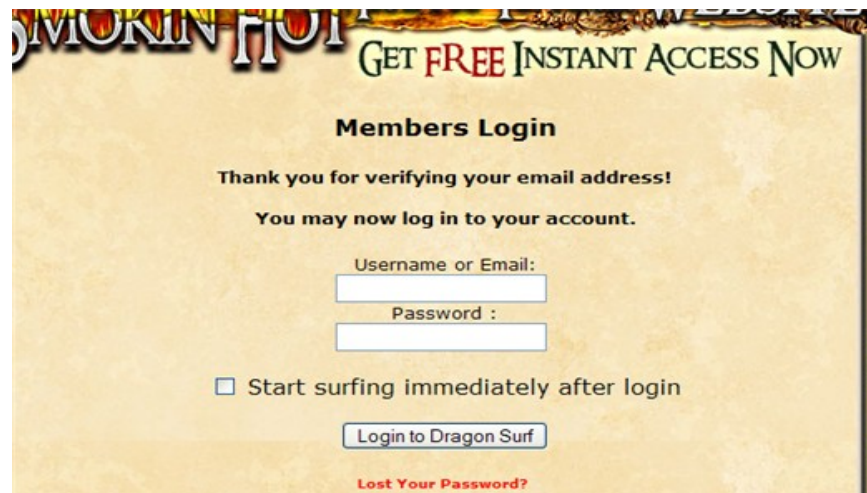 SMOKIN HOT
GET FREE INSTANT ACCESS NOW
Members Login
Thank you for verifying your email address!
You may now log in to your account.
Username or Email:
Password :
Start surfing immediately after login
Login to Dragon Surf
Lost Your Password?